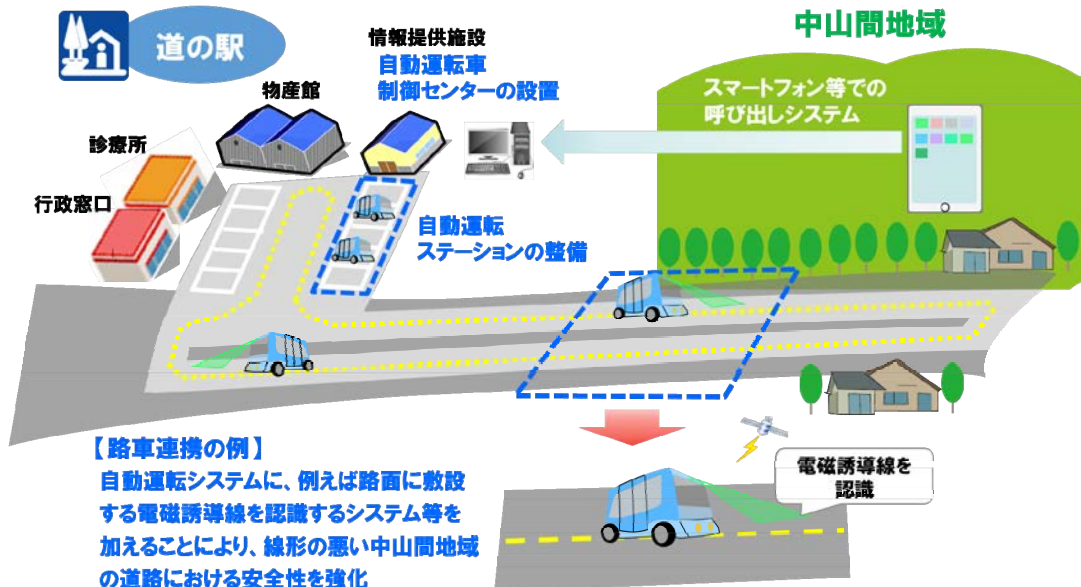 道の駅
中山間地域
情報提供施設
自動運転車
制御センターの設置
物産館
スマートフォン等での
呼び出しシステム
診療所
行政窓口
自動運転
ステーションの整備
【路車連携の例】
自動運転システムに、例えば路面に敷設
する電磁誘導線を認識するシステム等を
加えることにより、線形の悪い中山間地域
の道路における安全性を強化
電磁誘導線を
認識